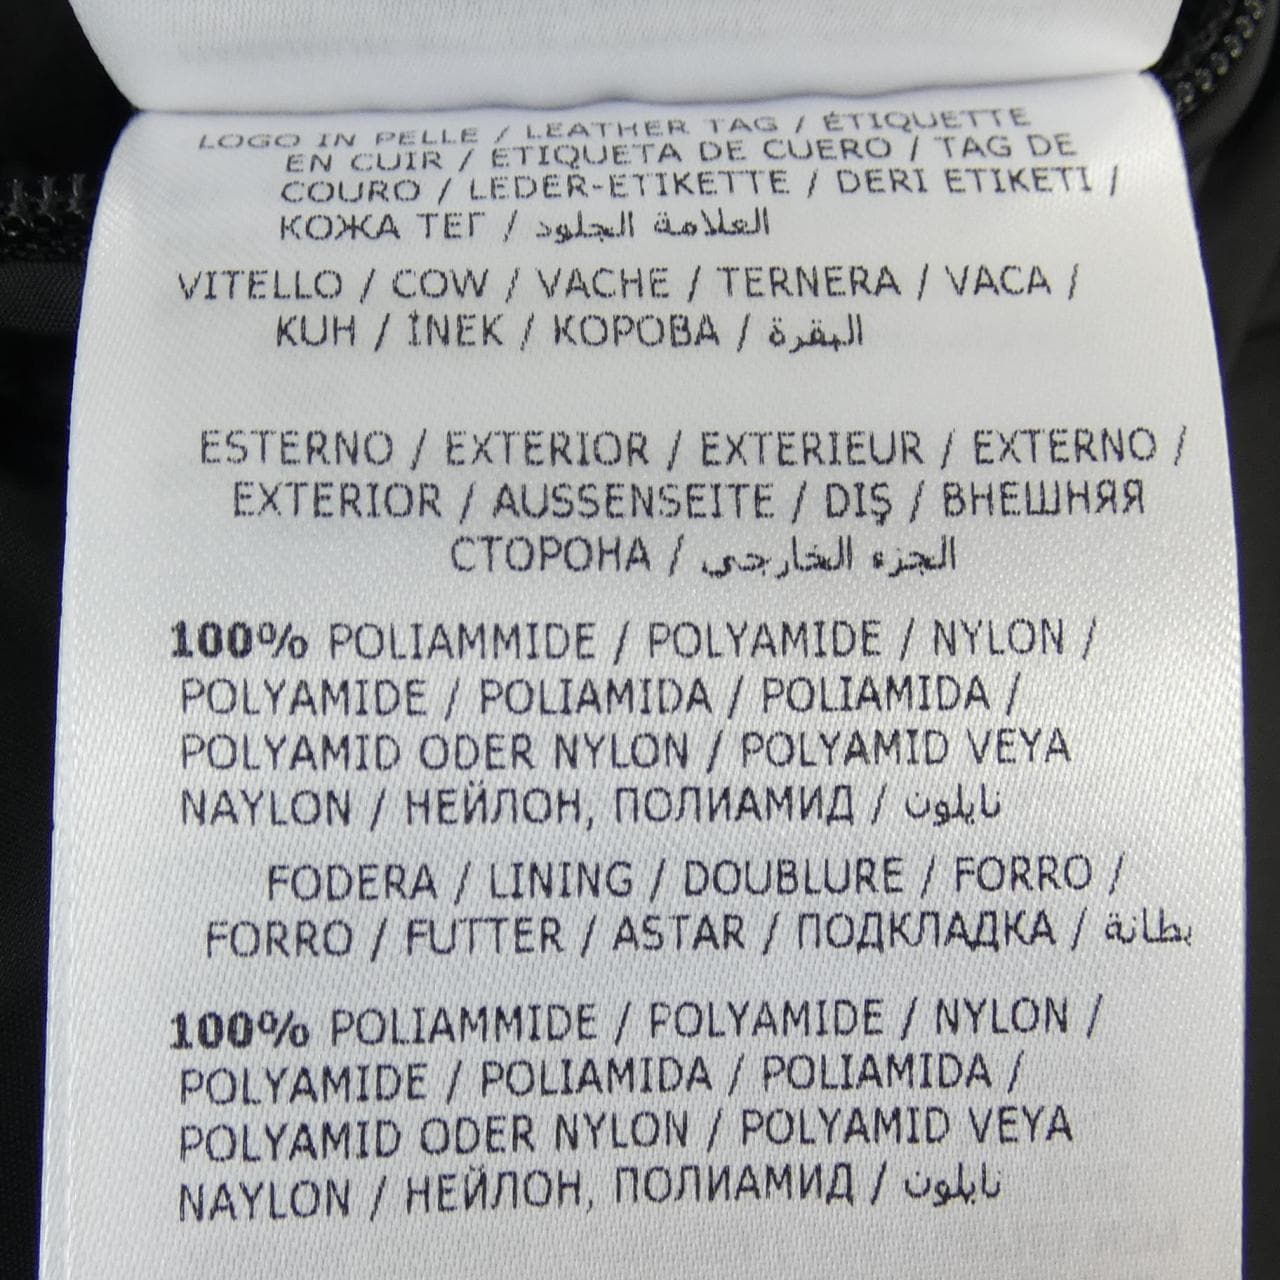 LOGO IN PELLE / LEATHER TAG / ÉTIQUETTE
EN CUIR / ETIQUETA DE CUERO / TAG DE
COURO / LEDER-ETIKETTE / DERI ETIKETI /
КОЖА ТЕГ / العلامة الجلود
VITELLO / COW / VACHE / TERNERA / VACA /
KUH / İNEK / КОРОВА / البقرة
ESTERNO / EXTERIOR / EXTERIEUR / EXTERNO /
EXTERIOR / AUSSENSEITE / DIŞ / ВНЕШНЯЯ
СТОРОНА / الجزء الخارجي
100% POLIAMMIDE / POLYAMIDE / NYLON /
POLYAMIDE / POLIAMIDA / POLIAMIDA /
POLYAMID ODER NYLON / POLYAMID VEYA
NAYLON / НЕЙЛОН, ПОЛИАМИД / نايلون
FODERA / LINING / DOUBLURE / FORRO /
FORRO / FUTTER / ASTAR / ПОДКЛАДКА / بطانة
100% POLIAMMIDE / POLYAMIDE / NYLON /
POLYAMIDE / POLIAMIDA / POLIAMIDA /
POLYAMID ODER NYLON / POLYAMID VEYA
NAYLON / НЕЙЛОН, ПОЛИАМИД / نايلون